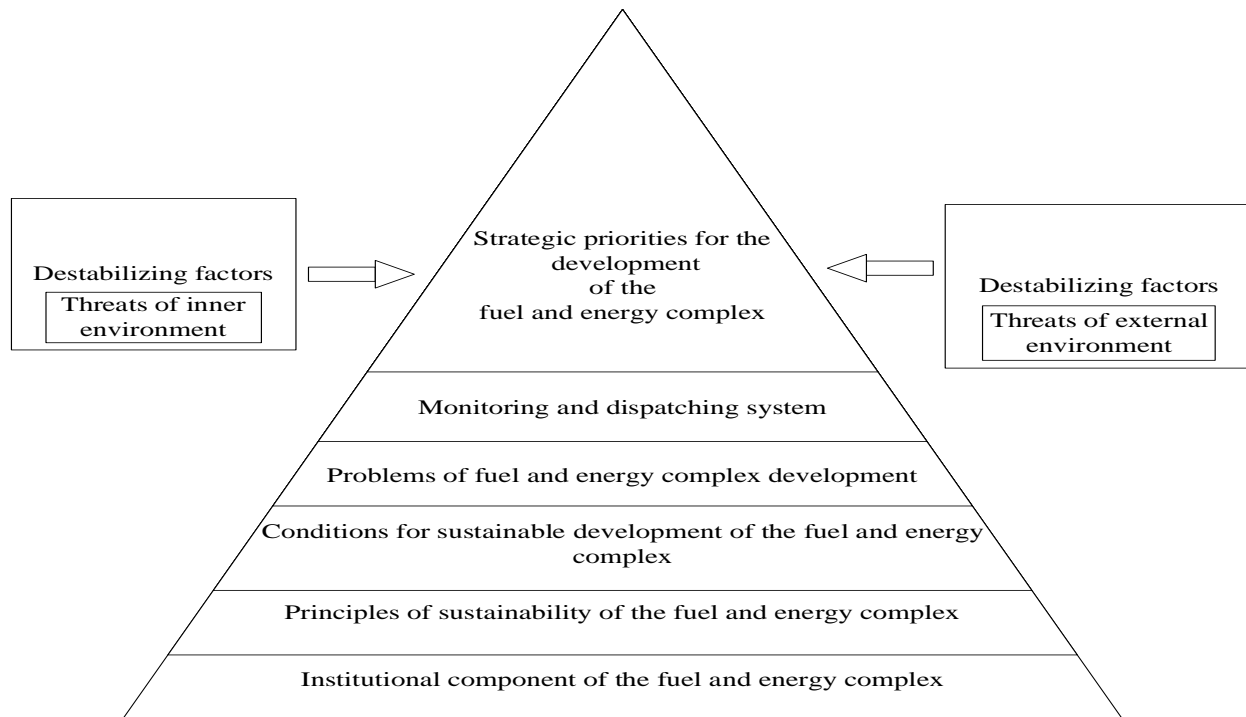 Strategic priorities for the
development
of the
fuel and energy complex
Destabilizing factors
Threats of inner
environment
Destabilizing factors
Threats of external
environment
Monitoring and dispatching system
Problems of fuel and energy complex development
Conditions for sustainable development of the fuel and energy
complex
Principles of sustainability of the fuel and energy complex
Institutional component of the fuel and energy complex